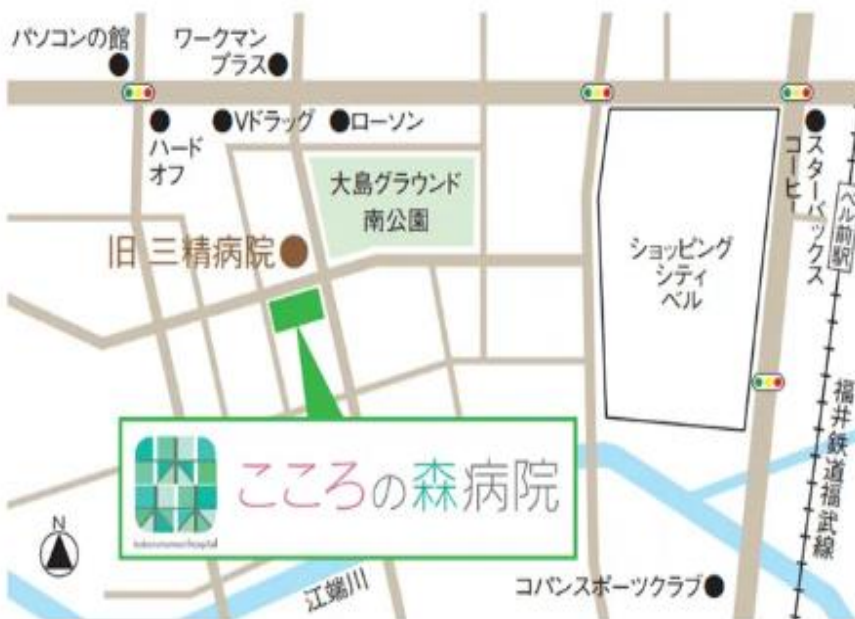 パソコンの館
ワークマン
プラス
ハード
オフ
Vドラッグ
ローソン
スターバックス
コーヒー
ベル前駅
大島グラウンド
南公園
旧 三精病院
ショッピング
シティ
ベル
福井鉄道福武線
こころの森病院
N
江端川
コパンスポーツクラブ